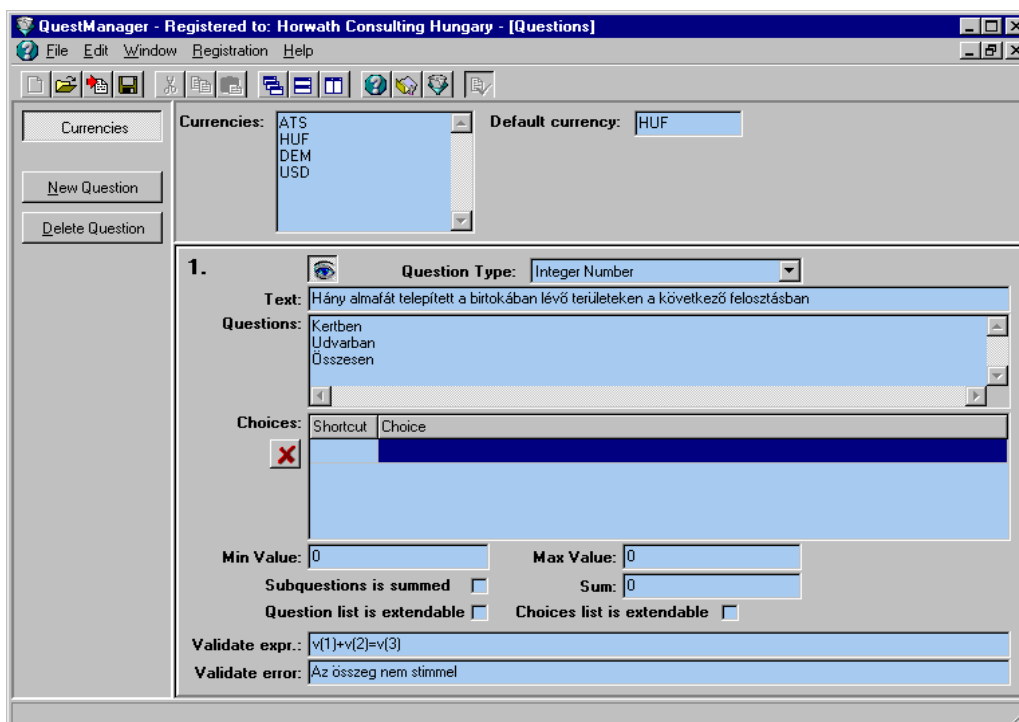 QuestManager - Registered to: Horwath Consulting Hungary - [Questions]
File Edit Window Registration Help
Currencies
New Question
Delete Question
Currencies: ATS
HUF
DEM
USD
Default currency: HUF
1. Question Type: Integer Number
Text: Hány almafát telepített a birtokában lévő területeken a következő felosztásban
Questions: Kertben
Udvarban
Összesen
Choices: Shortcut Choice
Min Value: 0 Max Value: 0
Subquestions is summed Sum: 0
Question list is extendable Choices list is extendable
Validate expr.: v(1)+v(2)=v(3)
Validate error: Az összeg nem stimmel